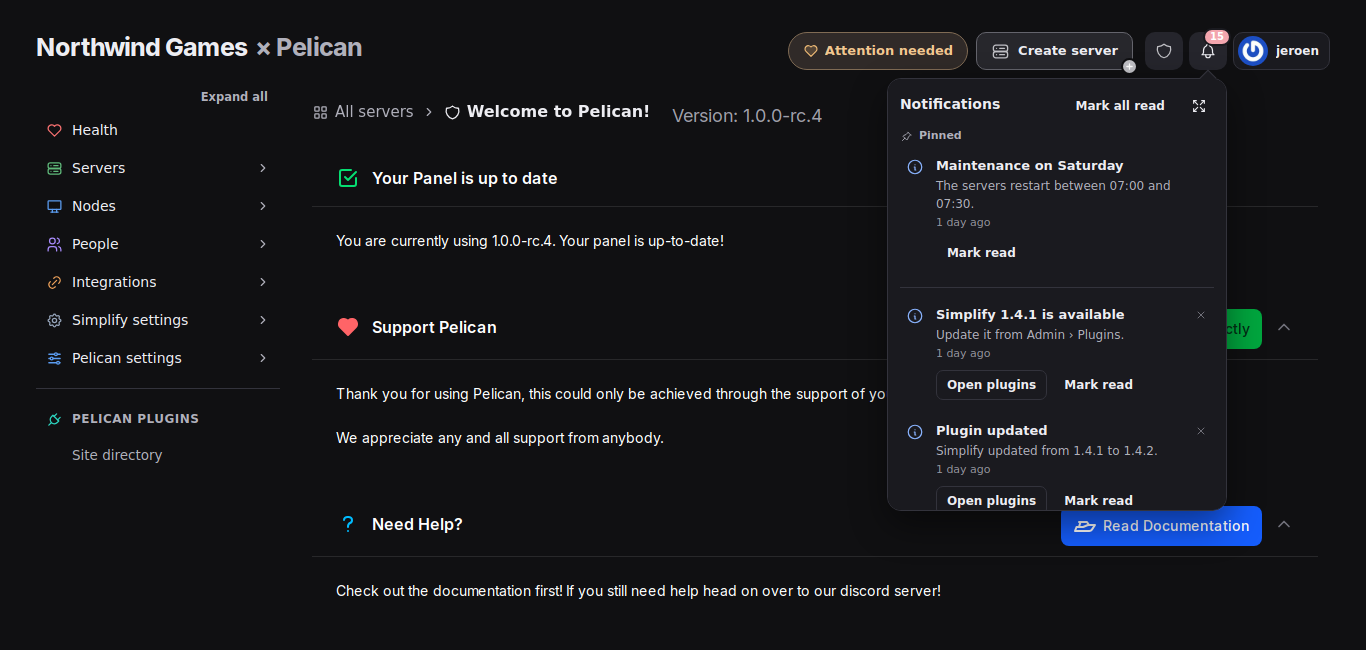 Northwind Games × Pelican
Attention needed
Create server
15
jeroen
Expand all
Health
Servers
Nodes
People
Integrations
Simplify settings
Pelican settings
PELICAN PLUGINS
Site directory
All servers
Welcome to Pelican!
Version: 1.0.0-rc.4
Your Panel is up to date
You are currently using 1.0.0-rc.4. Your panel is up-to-date!
Support Pelican
Thank you for using Pelican, this could only be achieved through the support of
We appreciate any and all support from anybody.
Need Help?
Read Documentation
Check out the documentation first! If you still need help head on over to our discord server!
Notifications
Mark all read
Pinned
Maintenance on Saturday
The servers restart between 07:00 and
07:30.
1 day ago
Mark read
Simplify 1.4.1 is available
Update it from Admin › Plugins.
1 day ago
Open plugins
Mark read
Plugin updated
Simplify updated from 1.4.1 to 1.4.2.
1 day ago
Open plugins
Mark read